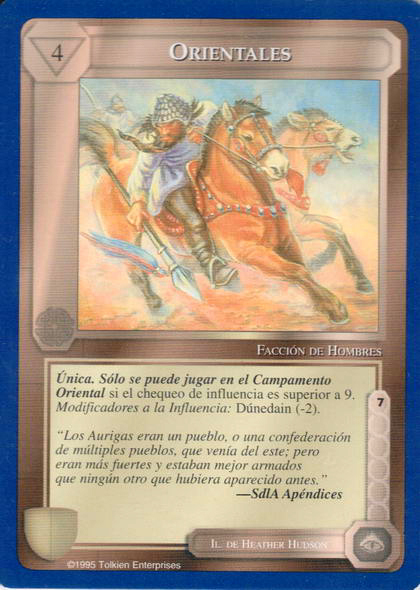 4
ORIENTALES
FACCIÓN DE HOMBRES
Única. Sólo se puede jugar en el Campamento
Oriental si el chequeo de influencia es superior a 9.
Modificadores a la Influencia: Dúnedain (-2).
“Los Aurigas eran un pueblo, o una confederación
de múltiples pueblos, que venía del este; pero
eran más fuertes y estaban mejor armados
que ningún otro que hubiera aparecido antes.”
—SdlA Apéndices
7
IL. DE HEATHER HUDSON
©1995 Tolkien Enterprises